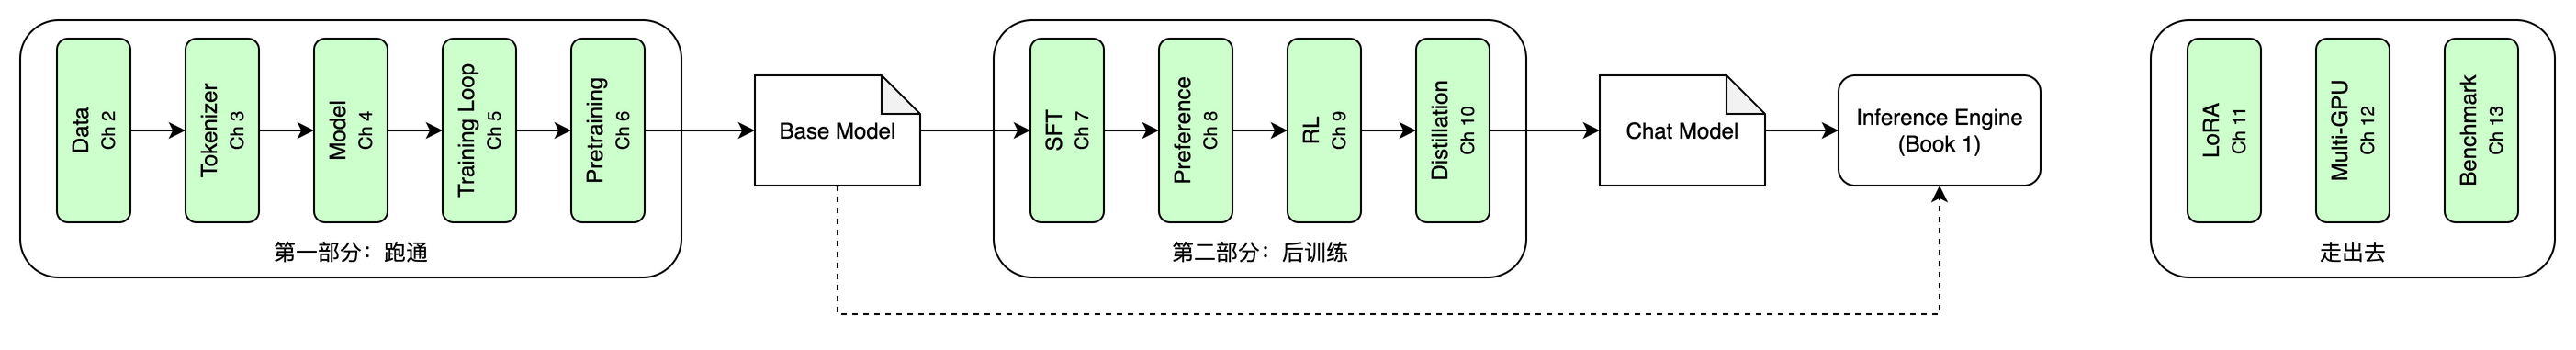 Data
Ch 2
Tokenizer
Ch 3
Model
Ch 4
Training Loop
Ch 5
Pretraining
Ch 6
第一部分：跑通
Base Model
SFT
Ch 7
Preference
Ch 8
RL
Ch 9
Distillation
Ch 10
第二部分：后训练
Chat Model
Inference Engine
(Book 1)
LoRA
Ch 11
Multi-GPU
Ch 12
Benchmark
Ch 13
走出去